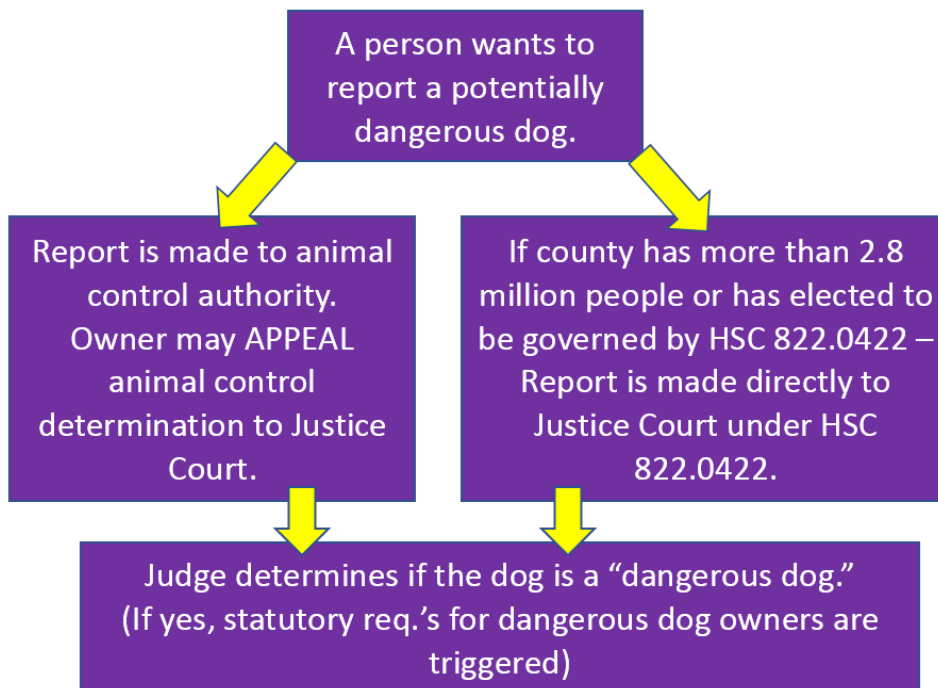 A person wants to
report a potentially
dangerous dog.
Report is made to animal
control authority.
Owner may APPEAL
animal control
determination to Justice
Court.
If county has more than 2.8
million people or has elected to
be governed by HSC 822.0422 –
Report is made directly to
Justice Court under HSC
822.0422.
Judge determines if the dog is a “dangerous dog.”
(If yes, statutory req.’s for dangerous dog owners are
triggered)